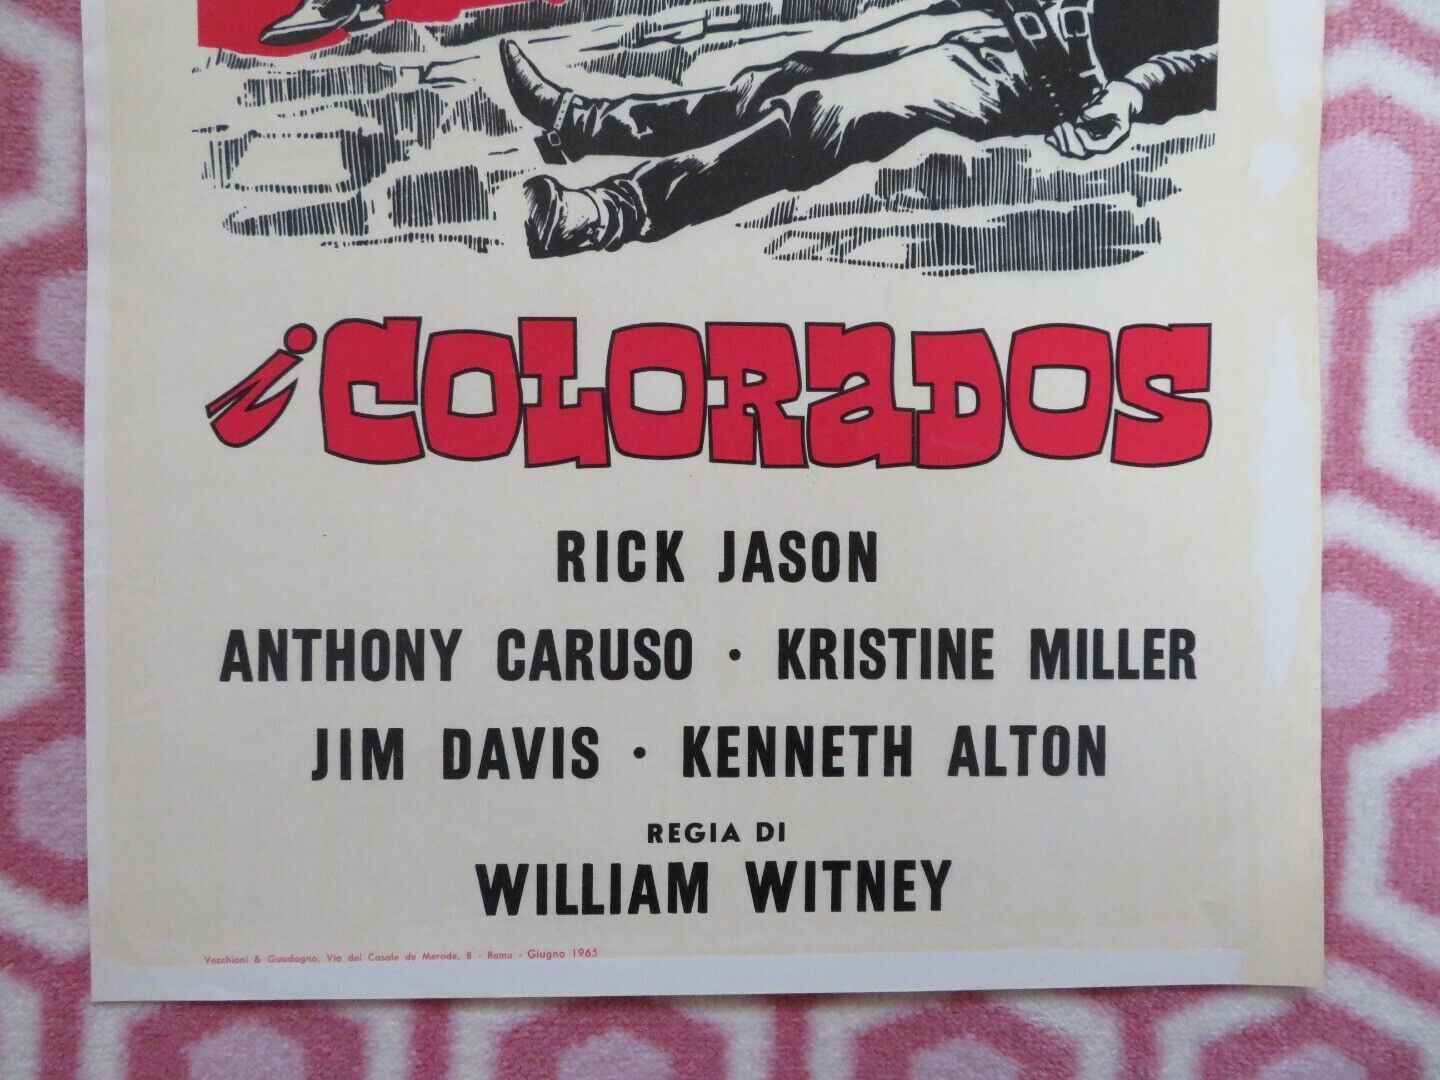 i COLORaDOS
RICK JASON
ANTHONY CARUSO · KRISTINE MILLER
JIM DAVIS · KENNETH ALTON
REGIA DI
WILLIAM WITNEY
Vecchioni & Guadagno, Via del Casale de Merode, 8 - Roma - Giugno 1965